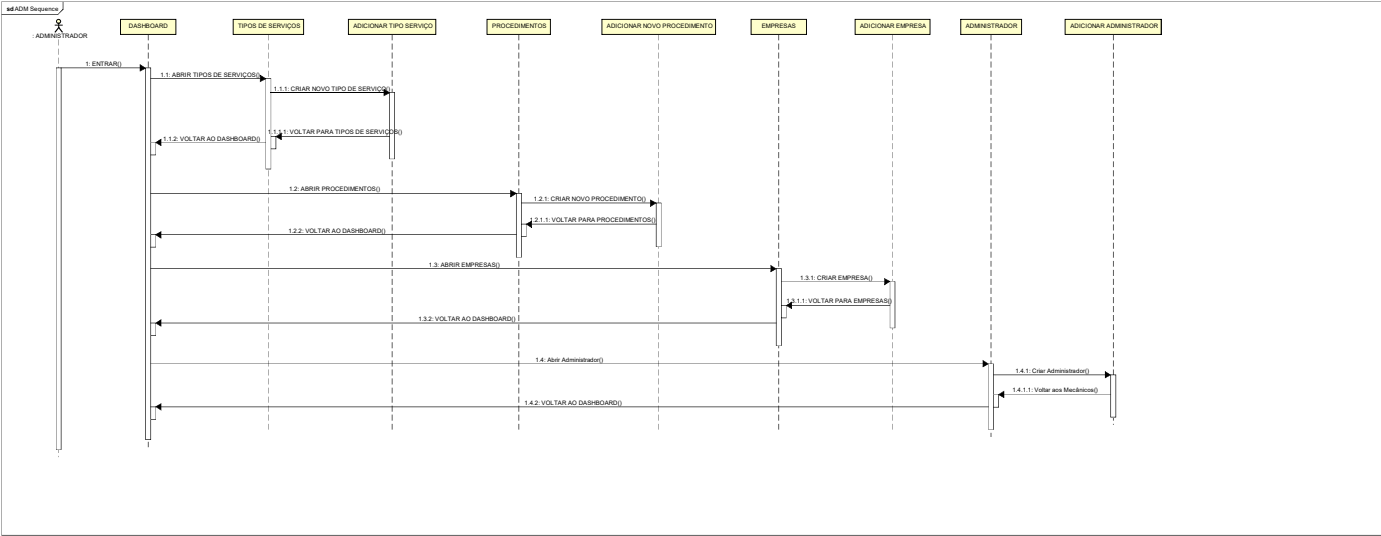 sd ADM Sequence
: ADMINISTRADOR
DASHBOARD
TIPOS DE SERVIÇOS
ADICIONAR TIPO SERVIÇO
PROCEDIMENTOS
ADICIONAR NOVO PROCEDIMENTO
EMPRESAS
ADICIONAR EMPRESA
ADMINISTRADOR
ADICIONAR ADMINISTRADOR
1: ENTRAR()
1.1: ABRIR TIPOS DE SERVIÇOS()
1.1.1: CRIAR NOVO TIPO DE SERVIÇO()
1.1.1.1: VOLTAR PARA TIPOS DE SERVIÇOS()
1.1.2: VOLTAR AO DASHBOARD()
1.2: ABRIR PROCEDIMENTOS()
1.2.1: CRIAR NOVO PROCEDIMENTO()
1.2.1.1: VOLTAR PARA PROCEDIMENTOS()
1.2.2: VOLTAR AO DASHBOARD()
1.3: ABRIR EMPRESAS()
1.3.1: CRIAR EMPRESA()
1.3.1.1: VOLTAR PARA EMPRESAS()
1.3.2: VOLTAR AO DASHBOARD()
1.4: Abrir Administrador()
1.4.1: Criar Administrador()
1.4.1.1: Voltar aos Mecânicos()
1.4.2: VOLTAR AO DASHBOARD()